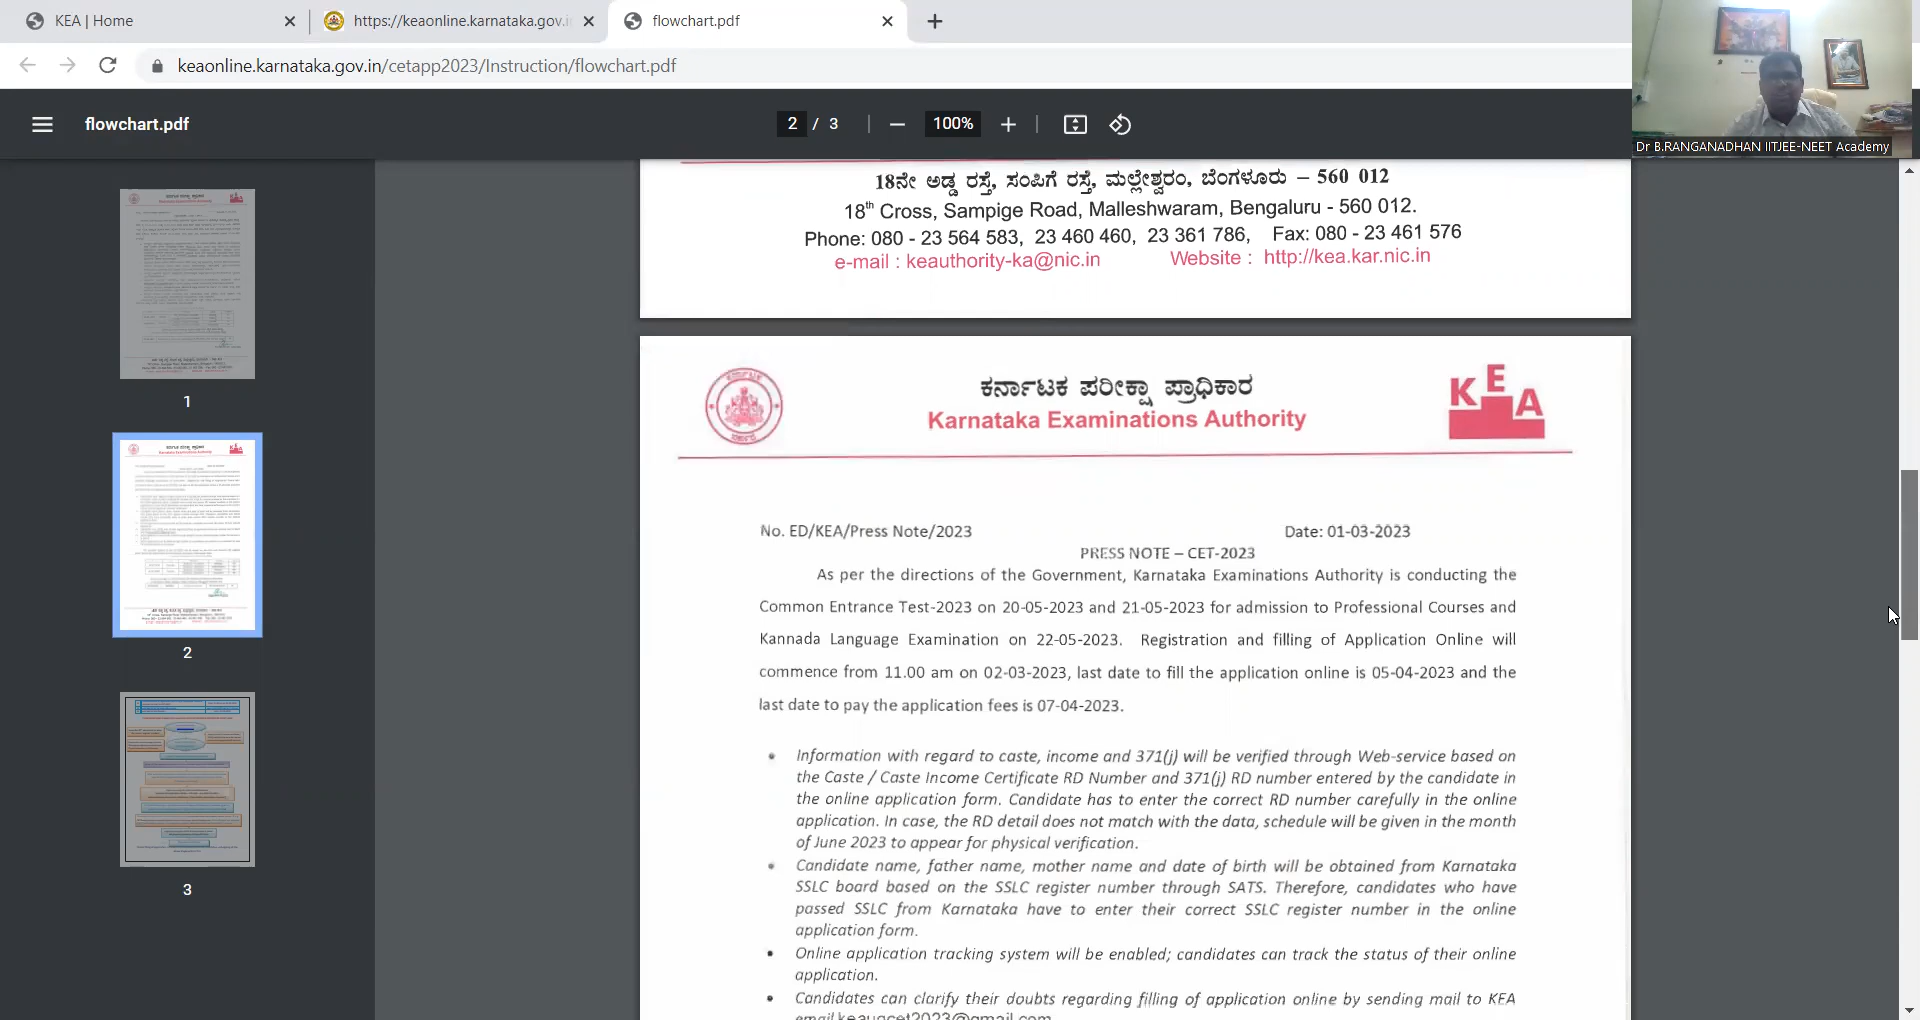 KEA | Home
https://keaonline.karnataka.gov.i
flowchart.pdf
keaonline.karnataka.gov.in/cetapp2023/Instruction/flowchart.pdf
flowchart.pdf
2 / 3
100%
Dr B.RANGANADHAN IITJEE-NEET Academy
1
2
3
18ನೇ ಅಡ್ಡ ರಸ್ತೆ, ಸಂಪಿಗೆ ರಸ್ತೆ, ಮಲ್ಲೇಶ್ವರಂ, ಬೆಂಗಳೂರು – 560 012
18th Cross, Sampige Road, Malleshwaram, Bengaluru - 560 012.
Phone: 080 - 23 564 583, 23 460 460, 23 361 786, Fax: 080 - 23 461 576
e-mail : keauthority-ka@nic.in Website : http://kea.kar.nic.in
ಕರ್ನಾಟಕ ಪರೀಕ್ಷಾ ಪ್ರಾಧಿಕಾರ
Karnataka Examinations Authority
KEA
No. ED/KEA/Press Note/2023 Date: 01-03-2023
PRESS NOTE – CET-2023
As per the directions of the Government, Karnataka Examinations Authority is conducting the
Common Entrance Test-2023 on 20-05-2023 and 21-05-2023 for admission to Professional Courses and
Kannada Language Examination on 22-05-2023. Registration and filling of Application Online will
commence from 11.00 am on 02-03-2023, last date to fill the application online is 05-04-2023 and the
last date to pay the application fees is 07-04-2023.
• Information with regard to caste, income and 371(j) will be verified through Web-service based on
the Caste / Caste Income Certificate RD Number and 371(j) RD number entered by the candidate in
the online application form. Candidate has to enter the correct RD number carefully in the online
application. In case, the RD detail does not match with the data, schedule will be given in the month
of June 2023 to appear for physical verification.
• Candidate name, father name, mother name and date of birth will be obtained from Karnataka
SSLC board based on the SSLC register number through SATS. Therefore, candidates who have
passed SSLC from Karnataka have to enter their correct SSLC register number in the online
application form.
• Online application tracking system will be enabled; candidates can track the status of their online
application.
• Candidates can clarify their doubts regarding filling of application online by sending mail to KEA
email keaugcet2023@gmail.com